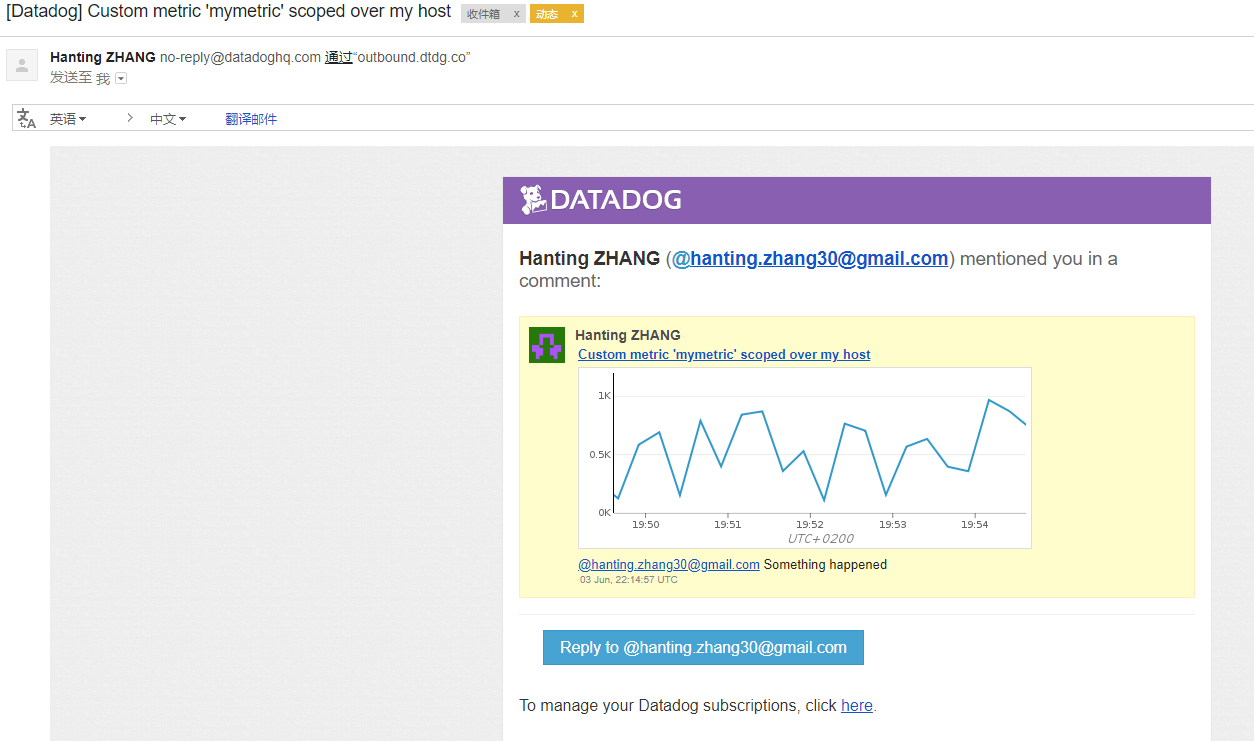 [Datadog] Custom metric 'mymetric' scoped over my host 收件箱 x 动态 x
Hanting ZHANG no-reply@datadoghq.com 通过“outbound.dtdg.co”
发送至 我
英语 中文 翻译邮件
DATADOG
Hanting ZHANG (@hanting.zhang30@gmail.com) mentioned you in a
comment:
Hanting ZHANG
Custom metric 'mymetric' scoped over my host
1K
0.5K
0K
19:50 19:51 19:52 19:53 19:54
UTC+0200
@hanting.zhang30@gmail.com Something happened
03 Jun, 22:14:57 UTC
Reply to @hanting.zhang30@gmail.com
To manage your Datadog subscriptions, click here.